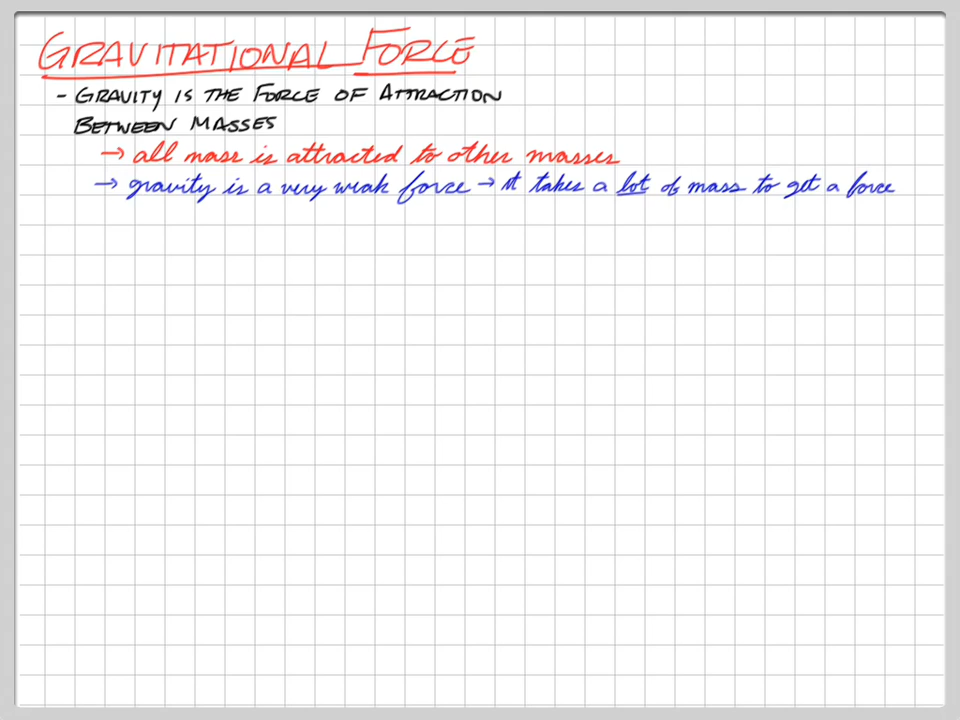 GRAVITATIONAL FORCE
- GRAVITY IS THE FORCE OF ATTRACTION
BETWEEN MASSES
→ all mass is attracted to other masses
→ gravity is a very weak force → it takes a lot of mass to get a force